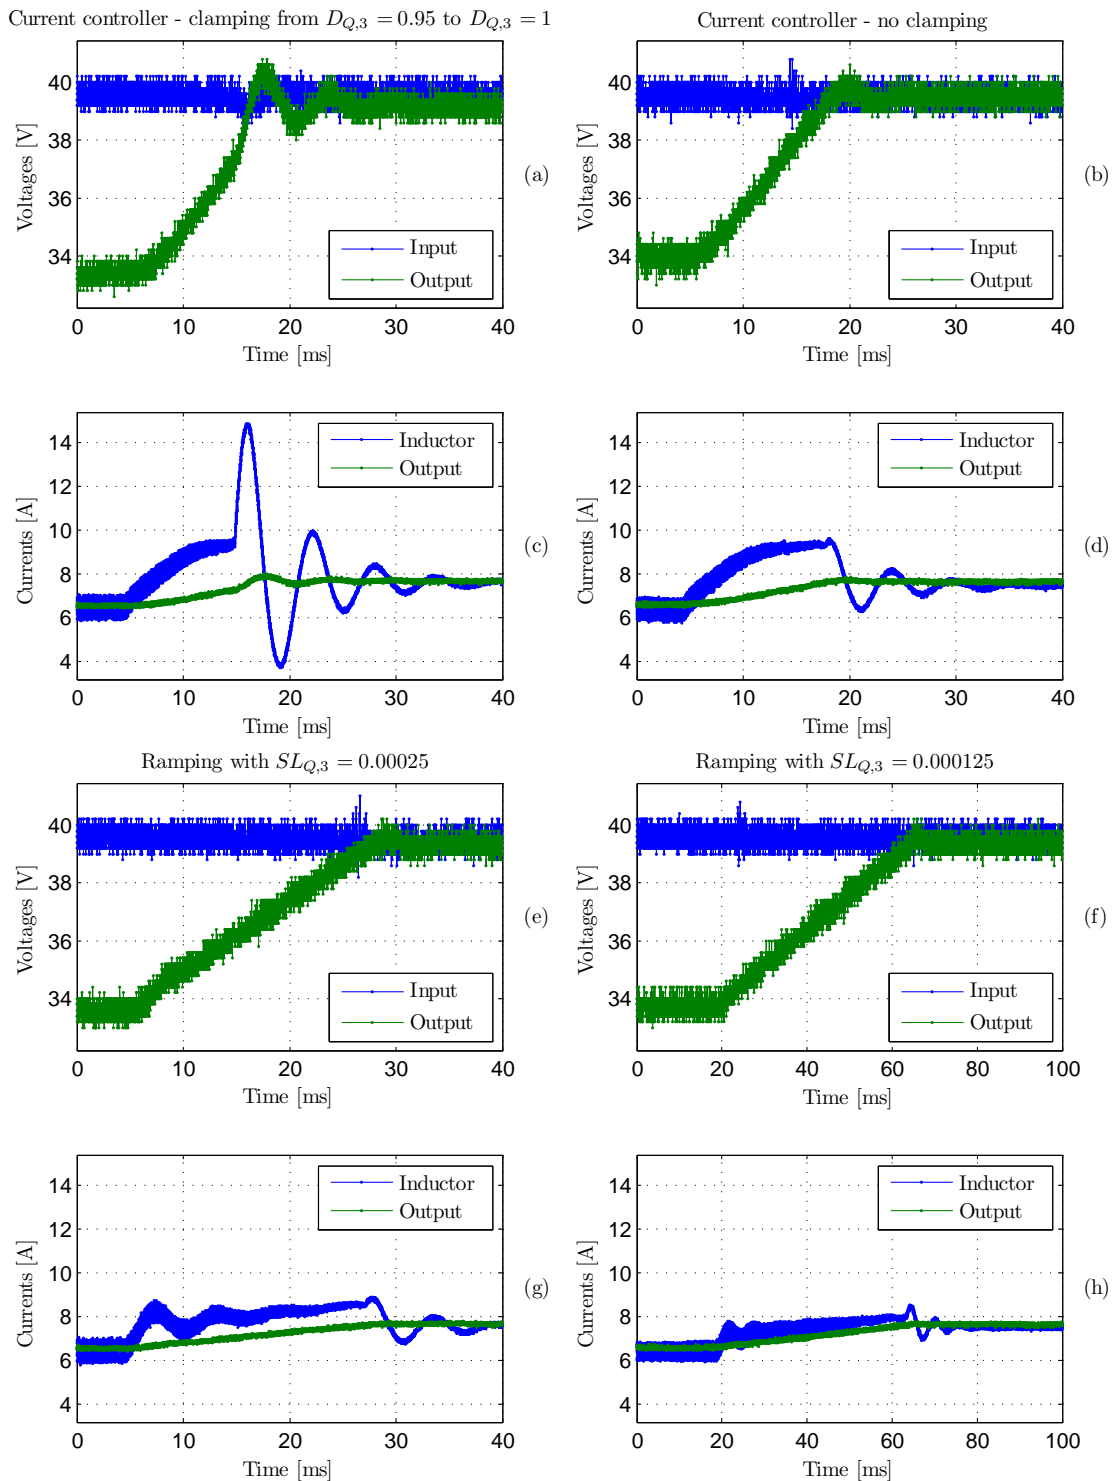 Current controller - clamping from $D_{Q,3} = 0.95$ to $D_{Q,3} = 1$
40
38
36
34
Voltages [V]
Input
Output
0 10 20 30 40
Time [ms]
(a)
Current controller - no clamping
40
38
36
34
Voltages [V]
Input
Output
0 10 20 30 40
Time [ms]
(b)
14
12
10
8
6
4
Currents [A]
Inductor
Output
0 10 20 30 40
Time [ms]
(c)
14
12
10
8
6
4
Currents [A]
Inductor
Output
0 10 20 30 40
Time [ms]
(d)
Ramping with $SL_{Q,3} = 0.00025$
40
38
36
34
Voltages [V]
Input
Output
0 10 20 30 40
Time [ms]
(e)
Ramping with $SL_{Q,3} = 0.000125$
40
38
36
34
Voltages [V]
Input
Output
0 20 40 60 80 100
Time [ms]
(f)
14
12
10
8
6
4
Currents [A]
Inductor
Output
0 10 20 30 40
Time [ms]
(g)
14
12
10
8
6
4
Currents [A]
Inductor
Output
0 20 40 60 80 100
Time [ms]
(h)